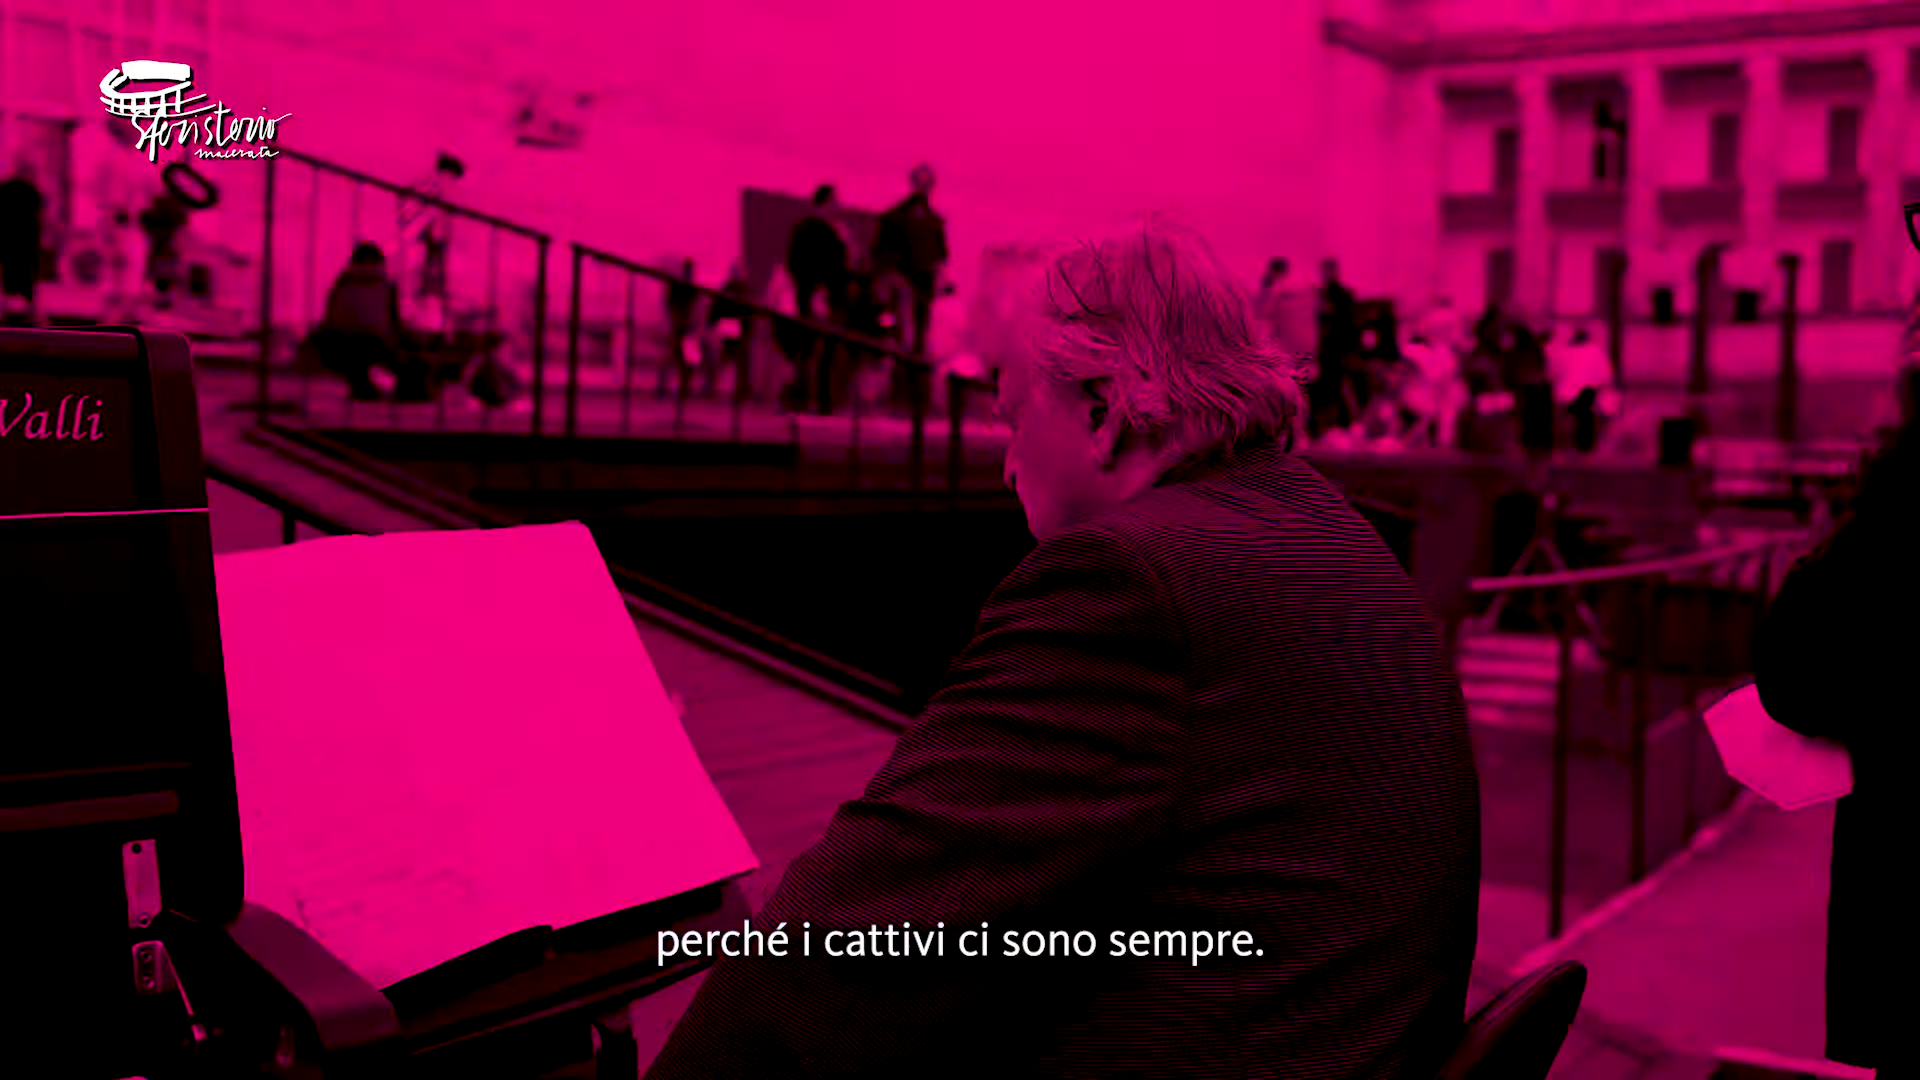 sferisterio
macerata
Valli
perché i cattivi ci sono sempre.